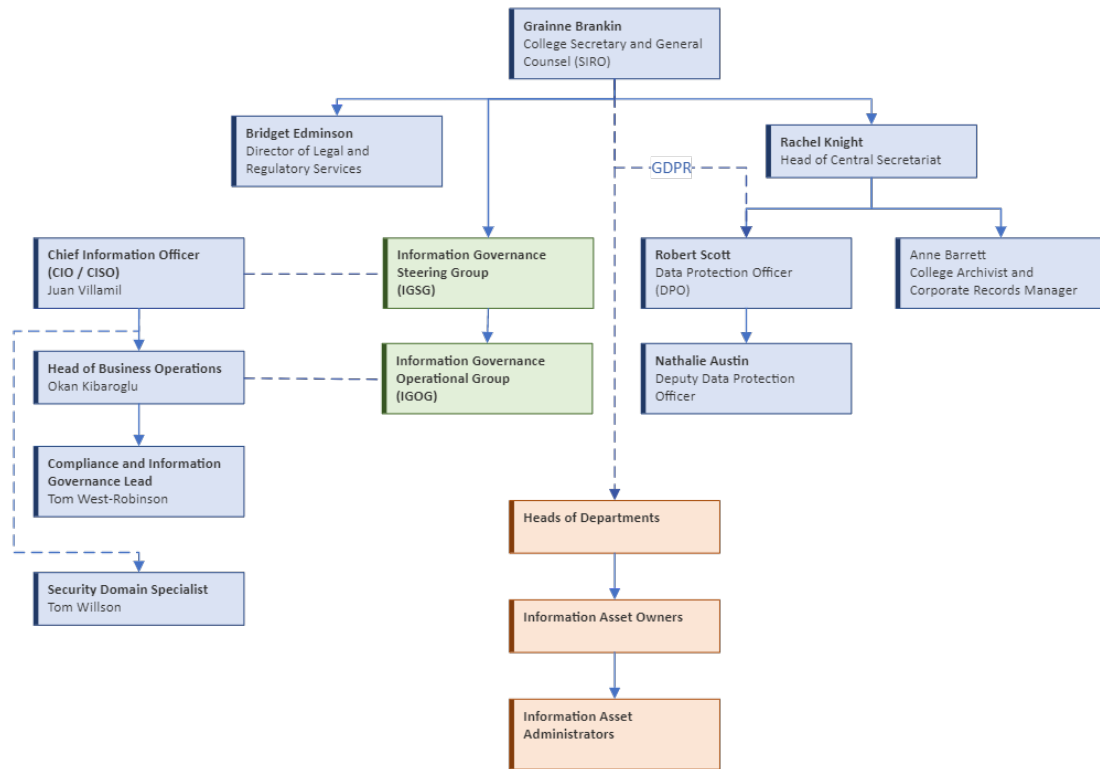 Grainne Brankin
College Secretary and General
Counsel (SIRO)
Bridget Edminson
Director of Legal and
Regulatory Services
Rachel Knight
Head of Central Secretariat
GDPR
Chief Information Officer
(CIO / CISO)
Juan Villamil
Information Governance
Steering Group
(IGSG)
Robert Scott
Data Protection Officer
(DPO)
Anne Barrett
College Archivist and
Corporate Records Manager
Head of Business Operations
Okan Kibaroglu
Information Governance
Operational Group
(IGOG)
Nathalie Austin
Deputy Data Protection
Officer
Compliance and Information
Governance Lead
Tom West-Robinson
Heads of Departments
Security Domain Specialist
Tom Willson
Information Asset Owners
Information Asset
Administrators